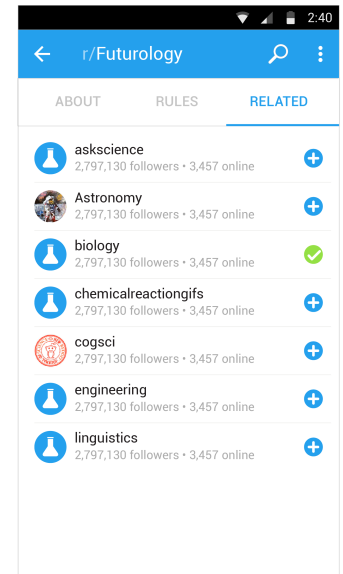 2:40
r/Futurology
ABOUT RULES RELATED
askscience
2,797,130 followers • 3,457 online
Astronomy
2,797,130 followers • 3,457 online
biology
2,797,130 followers • 3,457 online
chemicalreactiongifs
2,797,130 followers • 3,457 online
cogsci
2,797,130 followers • 3,457 online
engineering
2,797,130 followers • 3,457 online
linguistics
2,797,130 followers • 3,457 online